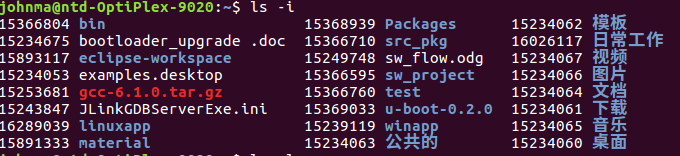 johnma@ntd-OptiPlex-9020:~$ ls -i
15366804 bin 15368939 Packages 15234062 模板
15234675 bootloader_upgrade .doc 15366710 src_pkg 16026117 日常工作
15893117 eclipse-workspace 15249748 sw_flow.odg 15234067 视频
15234053 examples.desktop 15366595 sw_project 15234066 图片
15253681 gcc-6.1.0.tar.gz 15366760 test 15234064 文档
15243847 JLinkGDBServerExe.ini 15369033 u-boot-0.2.0 15234061 下载
16289039 linuxapp 15239119 winapp 15234065 音乐
15891333 material 15234063 公共的 15234060 桌面